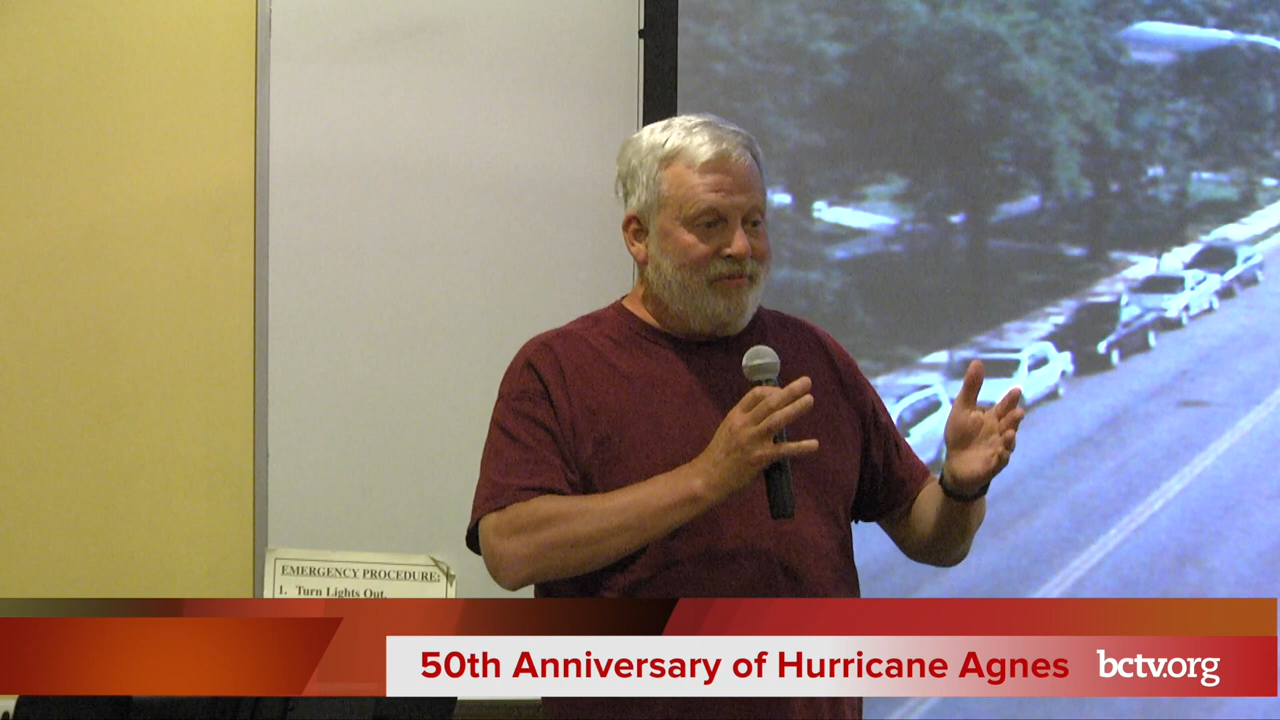 EMERGENCY PROCEDURE:
1. Turn Lights Out.
50th Anniversary of Hurricane Agnes bctv.org